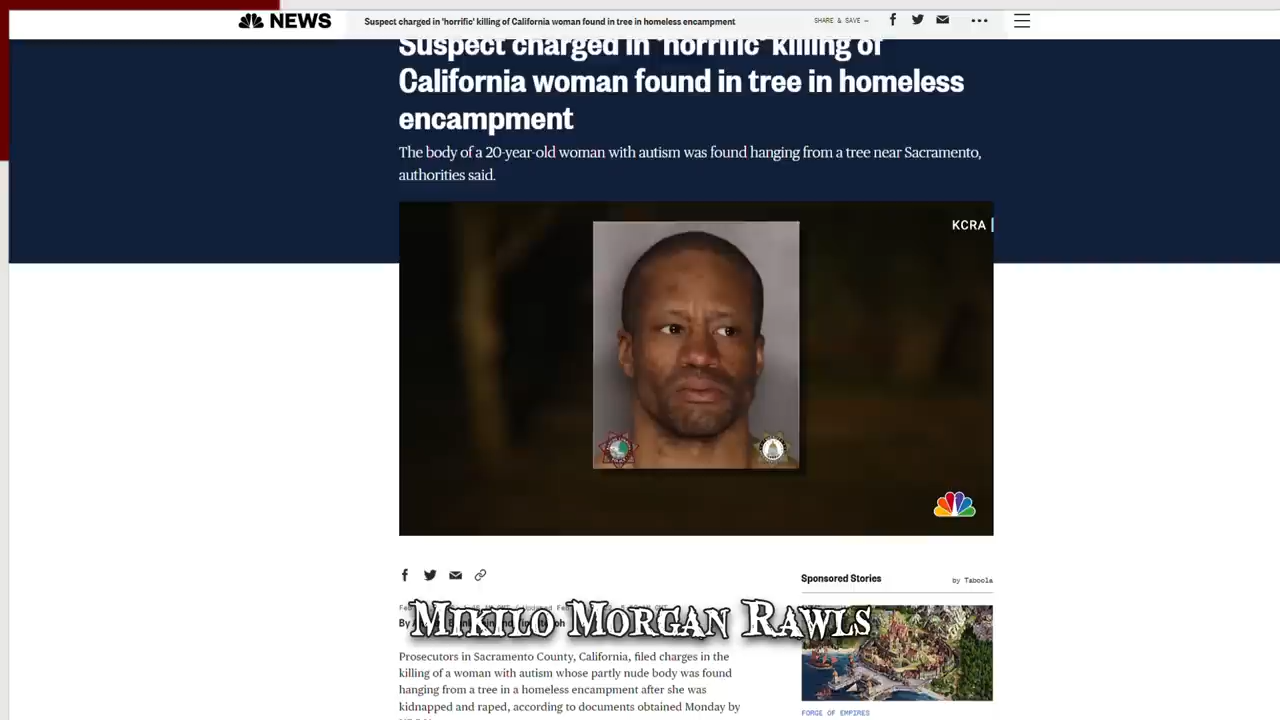 NEWS
Suspect charged in 'horrific' killing of California woman found in tree in homeless encampment
SHARE & SAVE —
Suspect charged in 'horrific' killing of
California woman found in tree in homeless
encampment
The body of a 20-year-old woman with autism was found hanging from a tree near Sacramento,
authorities said.
KCRA
Sponsored Stories
by Taboola
Mikilo Morgan Rawls
By
Prosecutors in Sacramento County, California, filed charges in the
killing of a woman with autism whose partly nude body was found
hanging from a tree in a homeless encampment after she was
kidnapped and raped, according to documents obtained Monday by
FORGE OF EMPIRES